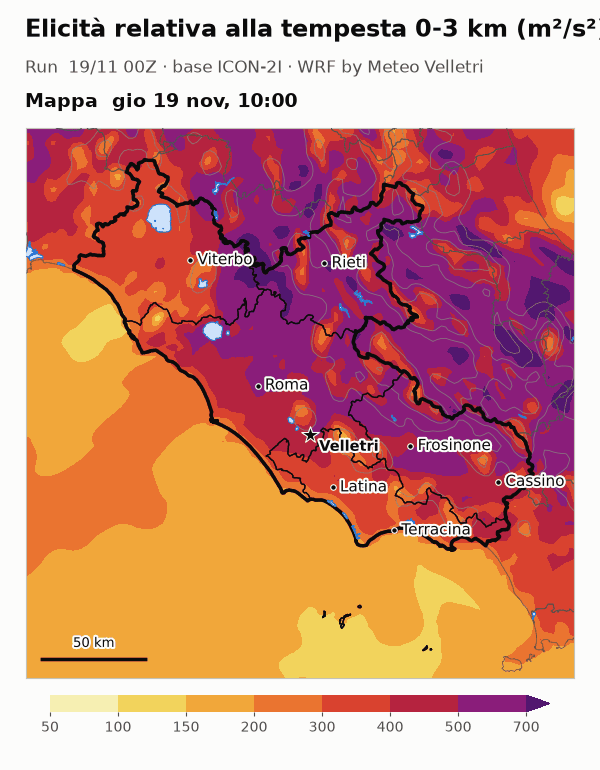 Elicità relativa alla tempesta 0-3 km (m²/s²)
Run 19/11 00Z · base ICON-2I · WRF by Meteo Velletri
Mappa gio 19 nov, 10:00
Viterbo
Rieti
Roma
Velletri
Frosinone
Latina
Cassino
Terracina
50 km
50 100 150 200 300 400 500 700